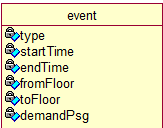 event
type
startTime
endTime
fromFloor
toFloor
demandPsg